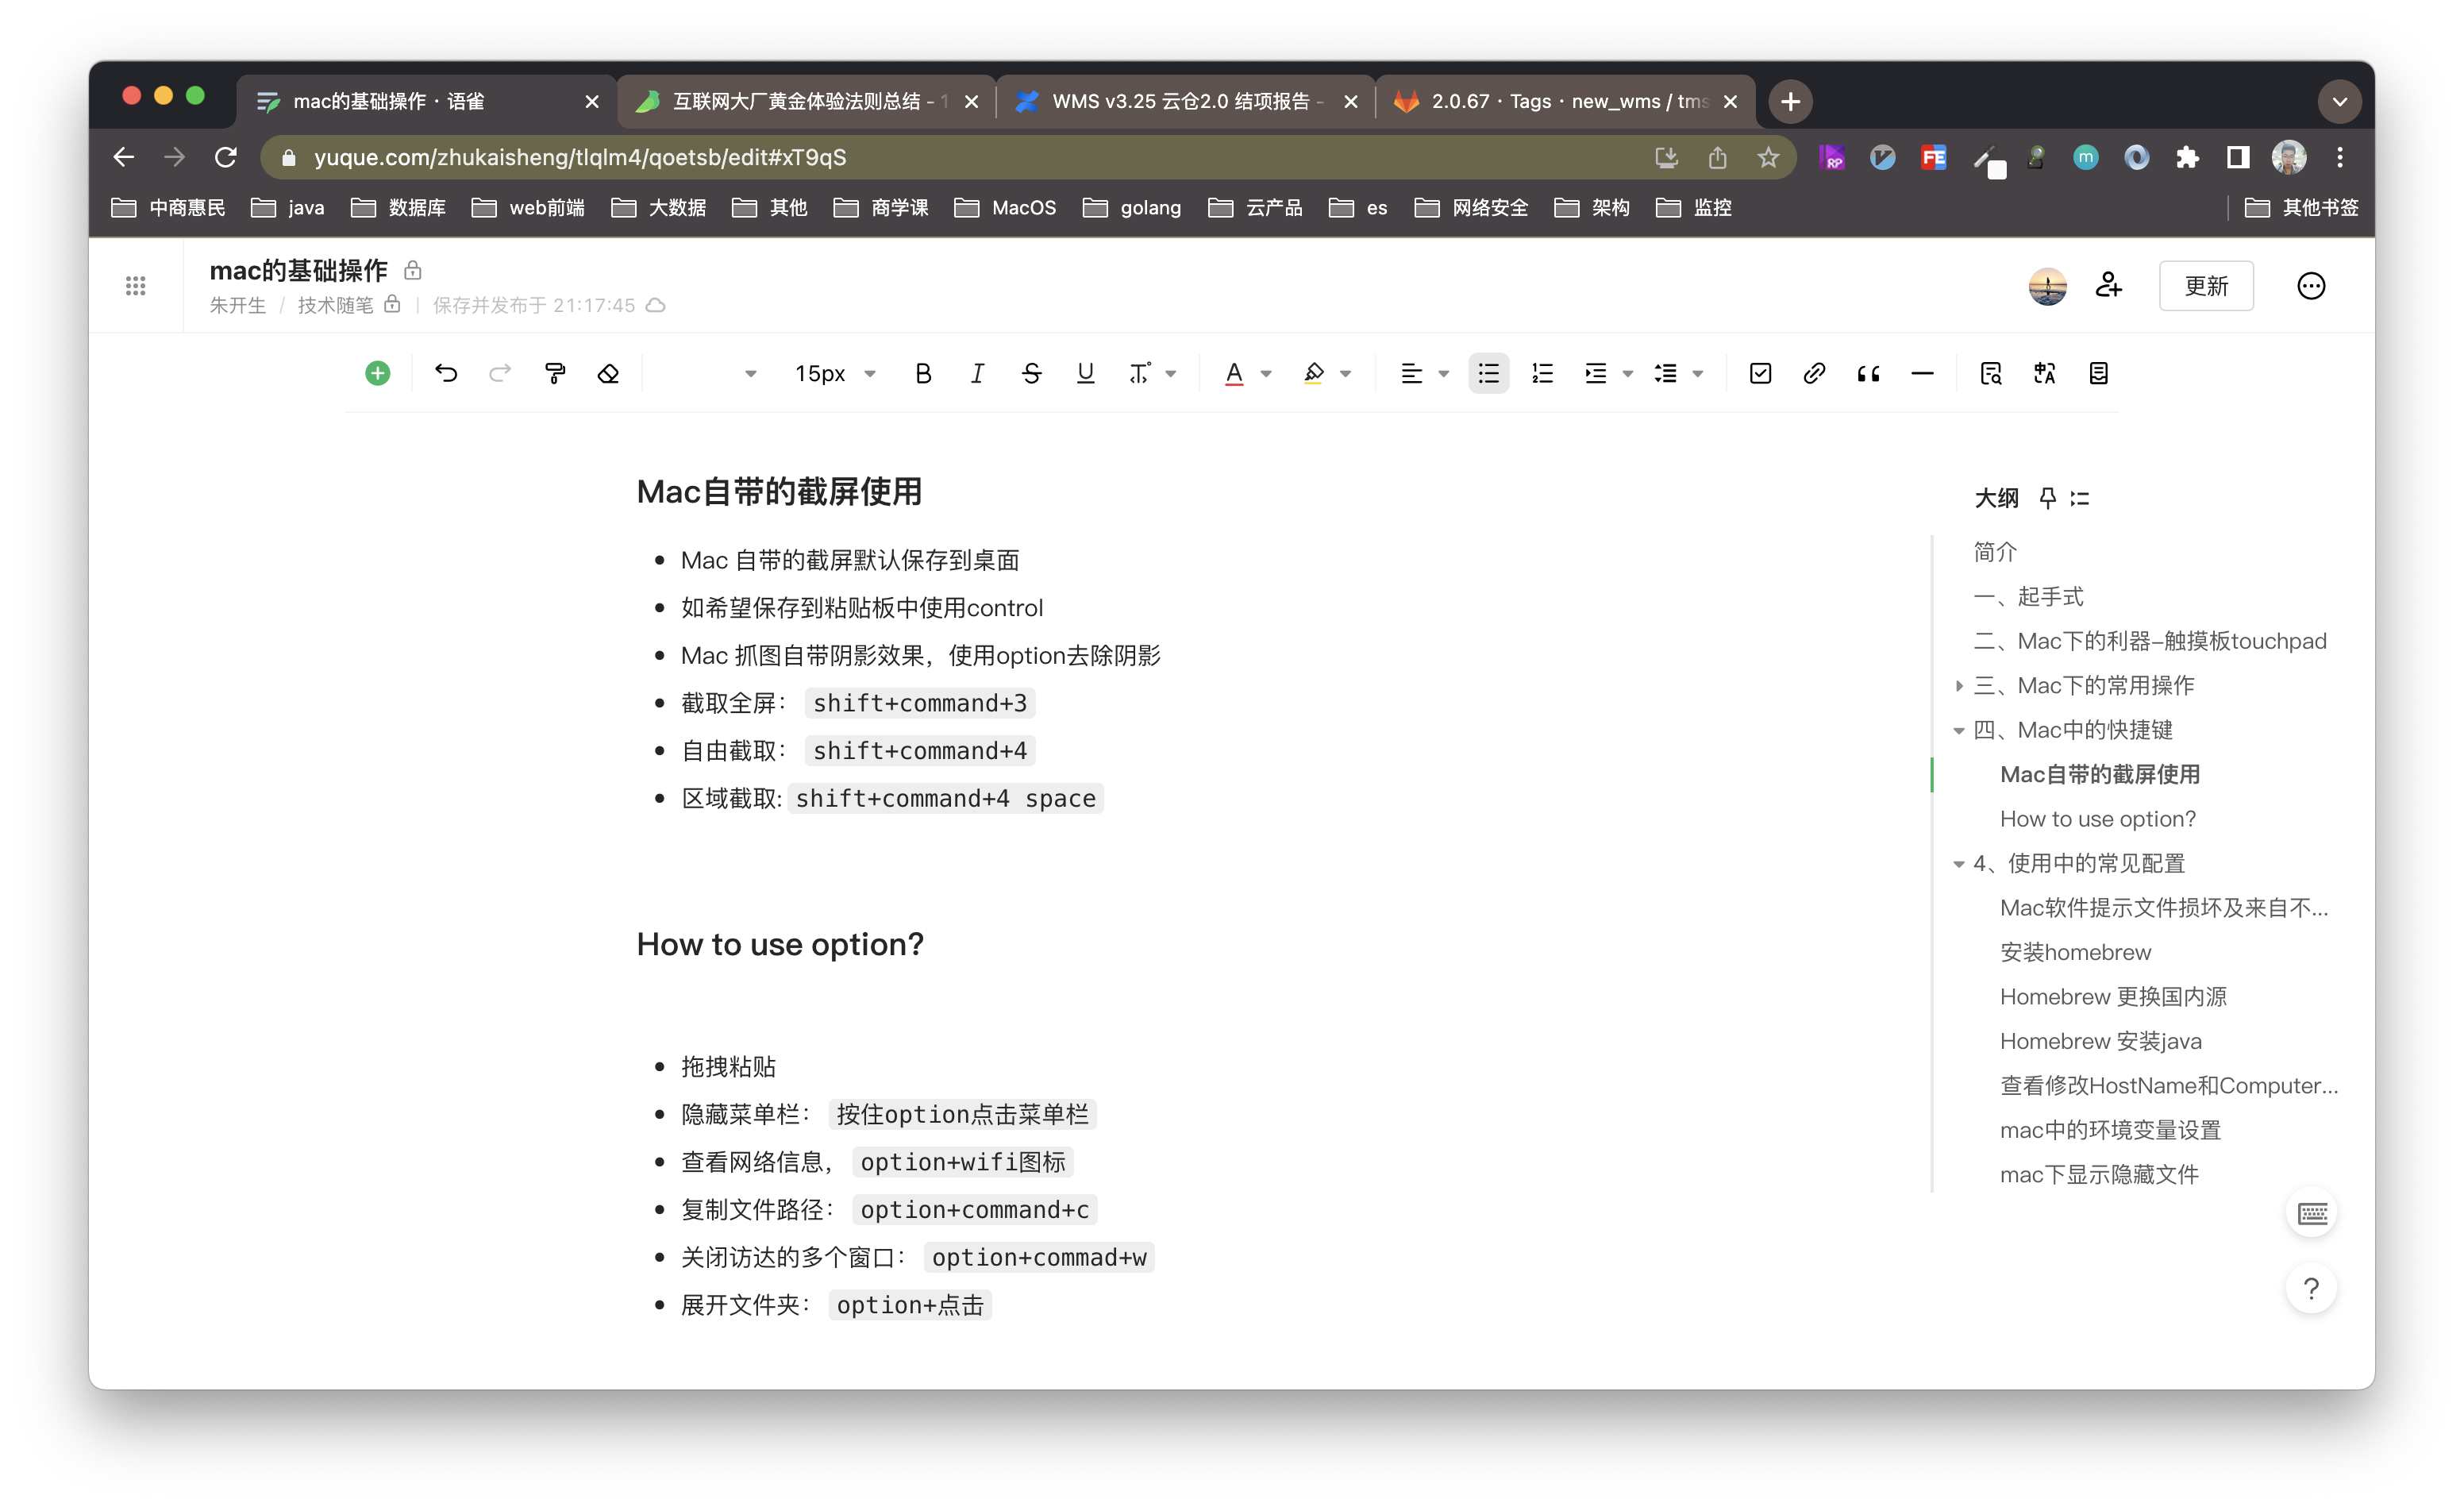 mac的基础操作 · 语雀
互联网大厂黄金体验法则总结 -
WMS v3.25 云仓2.0 结项报告 -
2.0.67 · Tags · new_wms / tms
yuque.com/zhukaisheng/tlqlm4/qoetsb/edit#xT9qS
RP
FE
m
中商惠民
java
数据库
web前端
大数据
其他
商学课
MacOS
golang
云产品
es
网络安全
架构
监控
其他书签
mac的基础操作
朱开生 / 技术随笔 | 保存并发布于 21:17:45
更新
15px
Mac自带的截屏使用
Mac 自带的截屏默认保存到桌面
如希望保存到粘贴板中使用control
Mac 抓图自带阴影效果，使用option去除阴影
截取全屏： shift+command+3
自由截取： shift+command+4
区域截取: shift+command+4 space
How to use option?
拖拽粘贴
隐藏菜单栏： 按住option点击菜单栏
查看网络信息， option+wifi图标
复制文件路径： option+command+c
关闭访达的多个窗口： option+commad+w
展开文件夹： option+点击
大纲
简介
一、起手式
二、Mac下的利器–触摸板touchpad
三、Mac下的常用操作
四、Mac中的快捷键
Mac自带的截屏使用
How to use option?
4、使用中的常见配置
Mac软件提示文件损坏及来自不...
安装homebrew
Homebrew 更换国内源
Homebrew 安装java
查看修改HostName和Computer...
mac中的环境变量设置
mac下显示隐藏文件
?